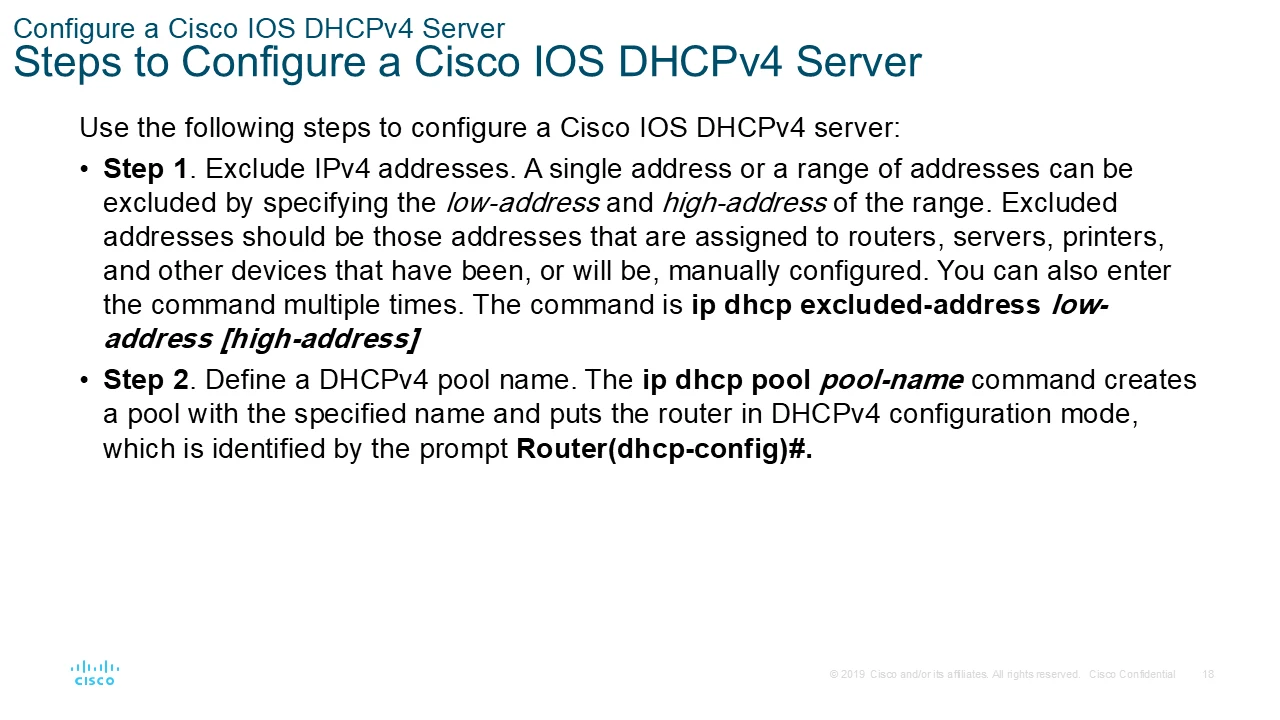 Configure a Cisco IOS DHCPv4 Server
Steps to Configure a Cisco IOS DHCPv4 Server
Use the following steps to configure a Cisco IOS DHCPv4 server:
• Step 1. Exclude IPv4 addresses. A single address or a range of addresses can be
excluded by specifying the low-address and high-address of the range. Excluded
addresses should be those addresses that are assigned to routers, servers, printers,
and other devices that have been, or will be, manually configured. You can also enter
the command multiple times. The command is ip dhcp excluded-address low-
address [high-address]
• Step 2. Define a DHCPv4 pool name. The ip dhcp pool pool-name command creates
a pool with the specified name and puts the router in DHCPv4 configuration mode,
which is identified by the prompt Router(dhcp-config)#.
CISCO
© 2019 Cisco and/or its affiliates. All rights reserved. Cisco Confidential 18